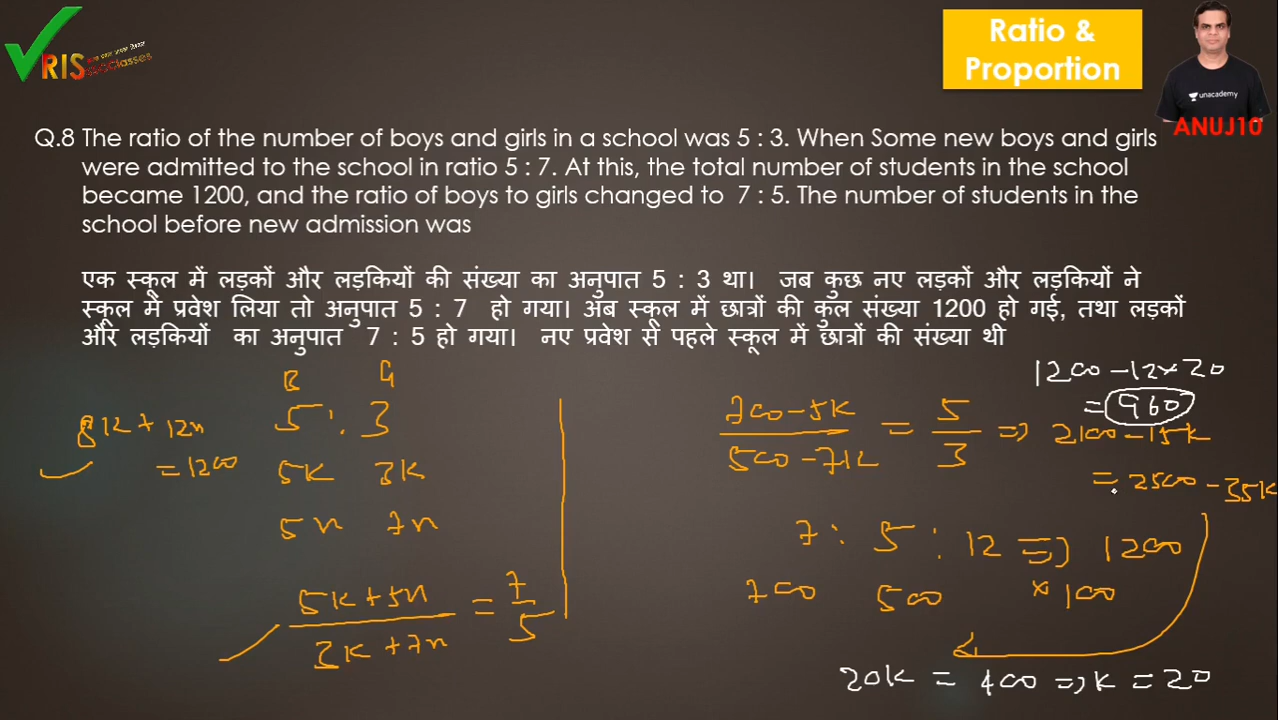 RIS
Ratio &
Proportion
unacademy
ANUJ10
Q.8 The ratio of the number of boys and girls in a school was 5 : 3. When Some new boys and girls
were admitted to the school in ratio 5 : 7. At this, the total number of students in the school
became 1200, and the ratio of boys to girls changed to 7 : 5. The number of students in the
school before new admission was
एक स्कूल में लड़कों और लड़कियों की संख्या का अनुपात 5 : 3 था। जब कुछ नए लड़कों और लड़कियों ने
स्कूल में प्रवेश लिया तो अनुपात 5 : 7 हो गया। अब स्कूल में छात्रों की कुल संख्या 1200 हो गई, तथा लड़कों
और लड़कियों का अनुपात 7 : 5 हो गया। नए प्रवेश से पहले स्कूल में छात्रों की संख्या थी
B G
5 : 3
8k + 12n
= 1200
5k 3k
5n 7n
5k + 5n / 3k + 7n = 7/5
1200 - 12 × 20
= 960
700 - 5k / 500 - 7k = 5/3 => 2100 - 15k
= 2500 - 35k
7 : 5 : 12 => 1200
700 500 × 100
20k = 400 => k = 20